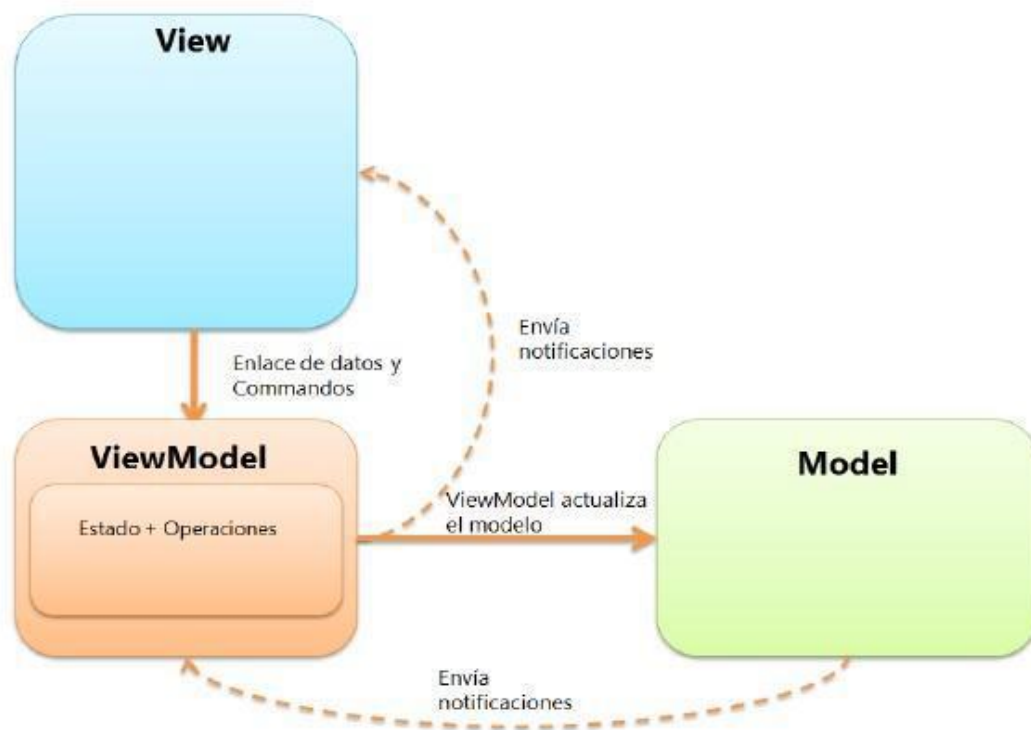 View
Envía
notificaciones
Enlace de datos y
Commandos
ViewModel
Estado + Operaciones
ViewModel actualiza
el modelo
Model
Envía
notificaciones